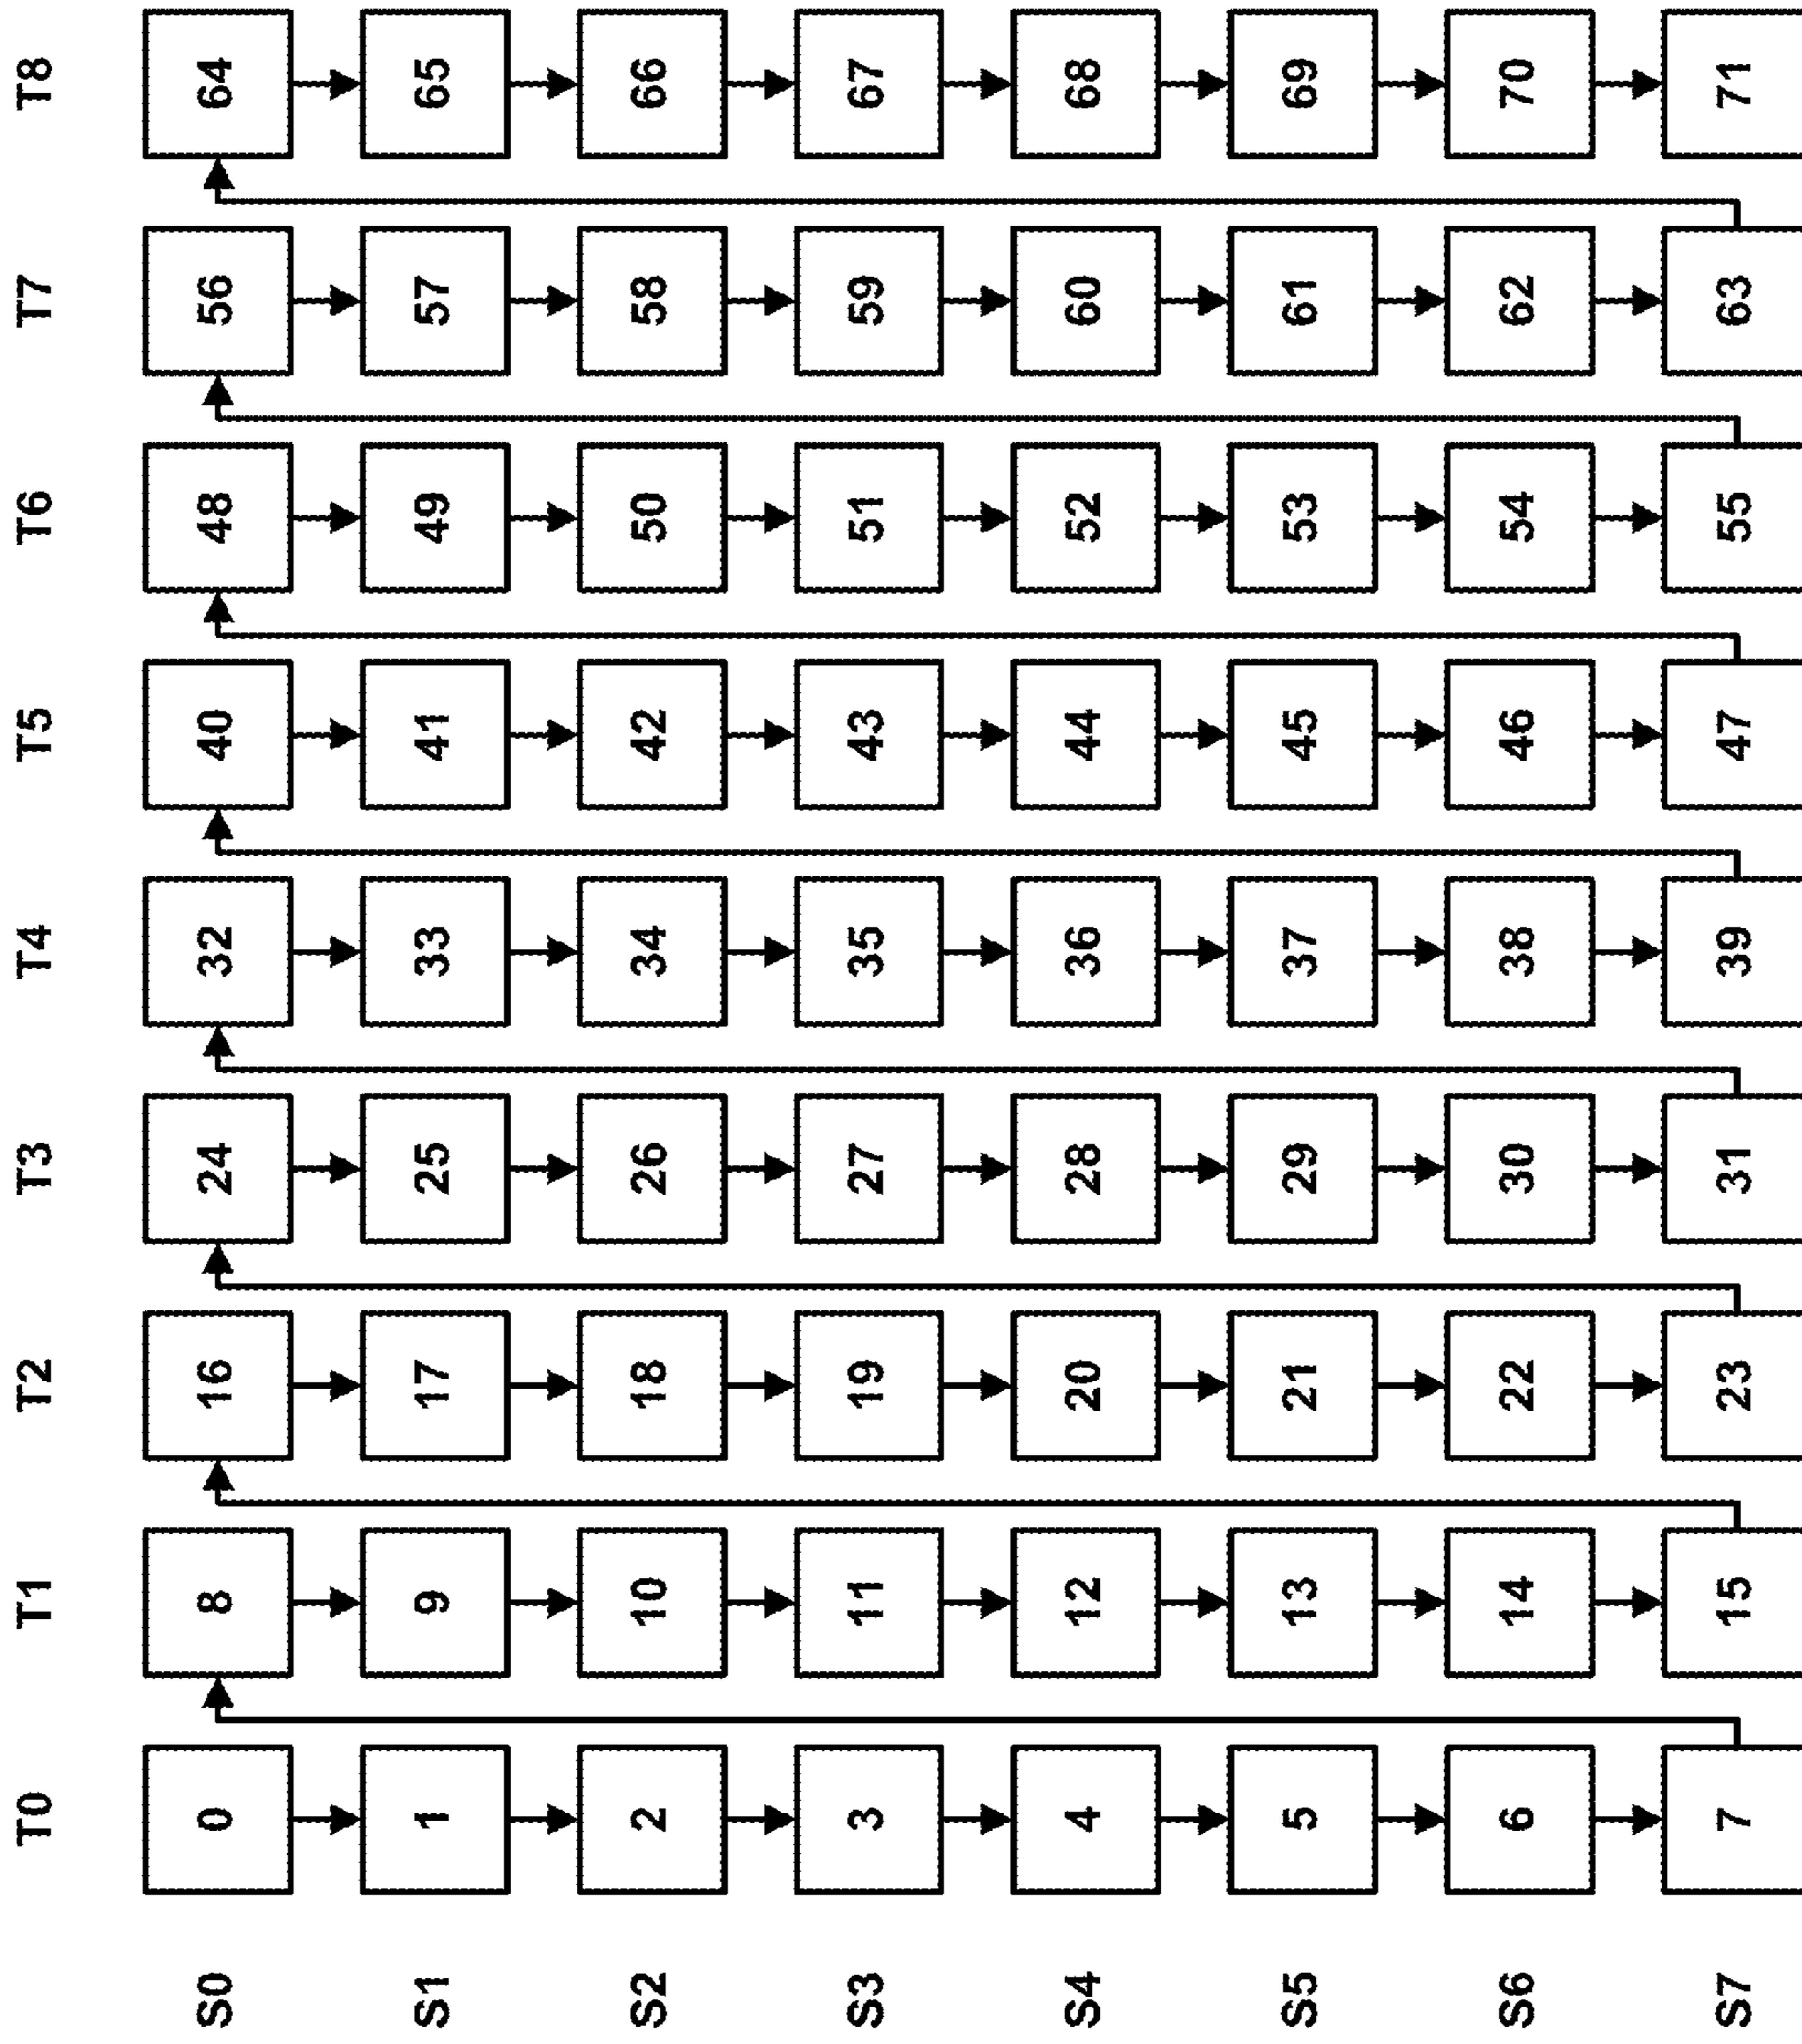 T0 T1 T2 T3 T4 T5 T6 T7 T8
S0 0 8 16 24 32 40 48 56 64
S1 1 9 17 25 33 41 49 57 65
S2 2 10 18 26 34 42 50 58 66
S3 3 11 19 27 35 43 51 59 67
S4 4 12 20 28 36 44 52 60 68
S5 5 13 21 29 37 45 53 61 69
S6 6 14 22 30 38 46 54 62 70
S7 7 15 23 31 39 47 55 63 71